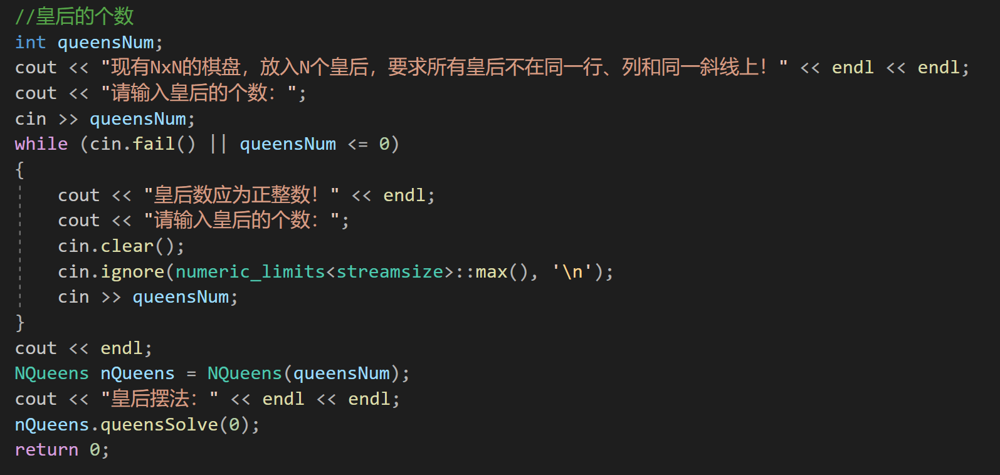 //皇后的个数
int queensNum;
cout << "现有NxN的棋盘，放入N个皇后，要求所有皇后不在同一行、列和同一斜线上！" << endl << endl;
cout << "请输入皇后的个数：";
cin >> queensNum;
while (cin.fail() || queensNum <= 0)
{
    cout << "皇后数应为正整数！" << endl;
    cout << "请输入皇后的个数：";
    cin.clear();
    cin.ignore(numeric_limits<streamsize>::max(), '\n');
    cin >> queensNum;
}
cout << endl;
NQueens nQueens = NQueens(queensNum);
cout << "皇后摆法：" << endl << endl;
nQueens.queensSolve(0);
return 0;